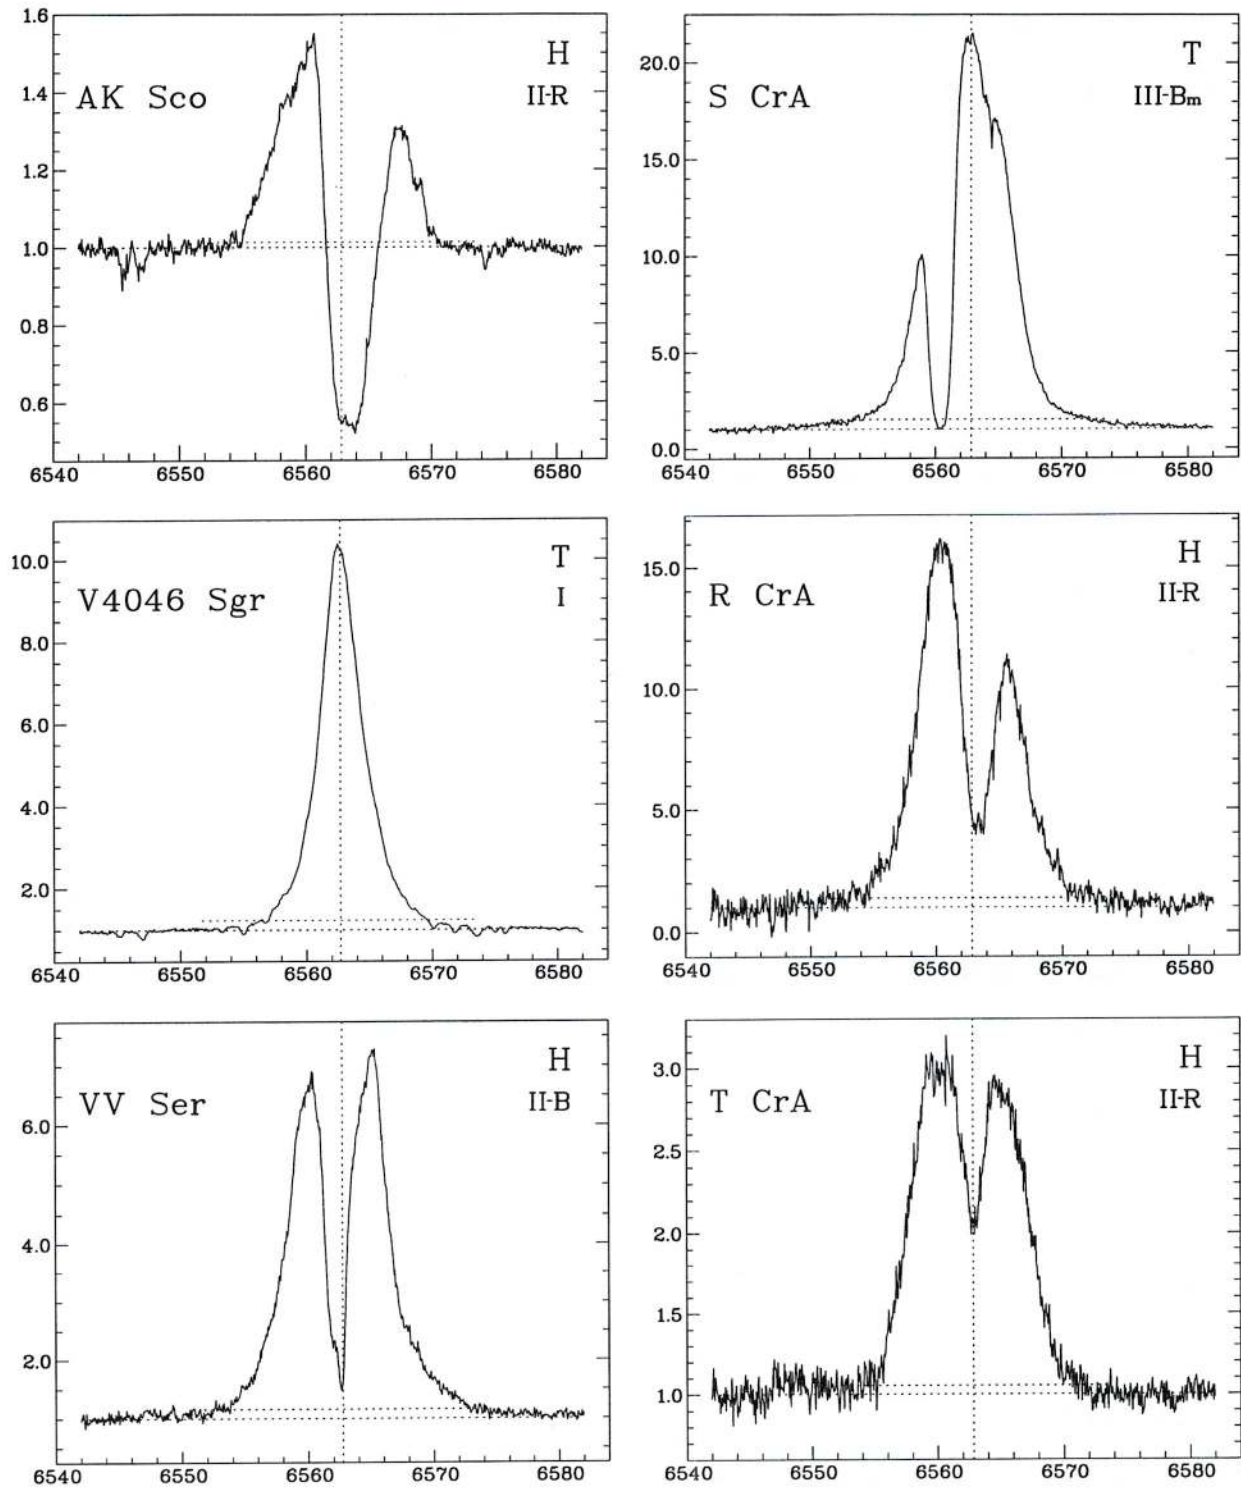 1.6
1.4
1.2
1.0
0.8
0.6
H
AK Sco
II-R
6540 6550 6560 6570 6580
20.0
15.0
10.0
5.0
0.0
T
S CrA
III-Bm
6540 6550 6560 6570 6580
10.0
8.0
6.0
4.0
2.0
T
V4046 Sgr
I
6540 6550 6560 6570 6580
15.0
10.0
5.0
0.0
H
R CrA
II-R
6540 6550 6560 6570 6580
6.0
4.0
2.0
H
VV Ser
II-B
6540 6550 6560 6570 6580
3.0
2.5
2.0
1.5
1.0
H
T CrA
II-R
6540 6550 6560 6570 6580